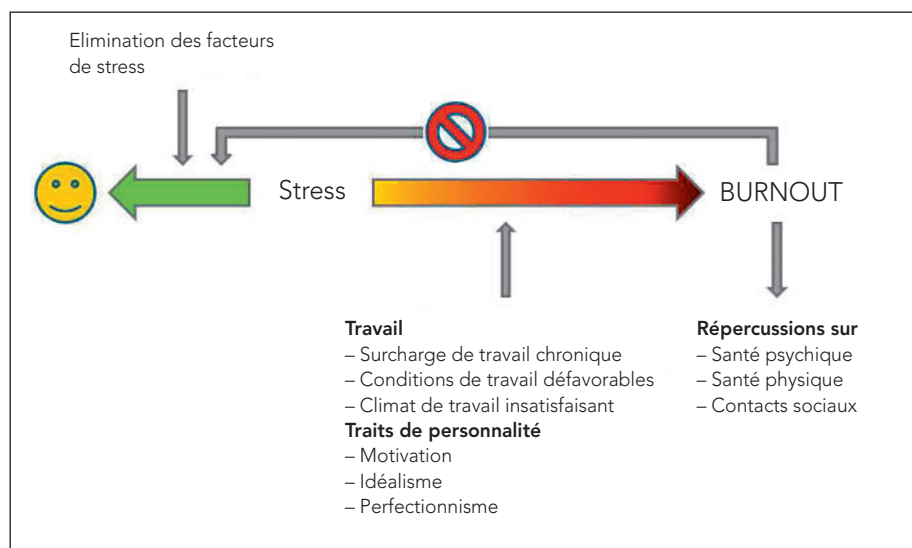 Elimination des facteurs
de stress
Stress
BURNOUT
Travail
– Surcharge de travail chronique
– Conditions de travail défavorables
– Climat de travail insatisfaisant
Traits de personnalité
– Motivation
– Idéalisme
– Perfectionnisme
Répercussions sur
– Santé psychique
– Santé physique
– Contacts sociaux